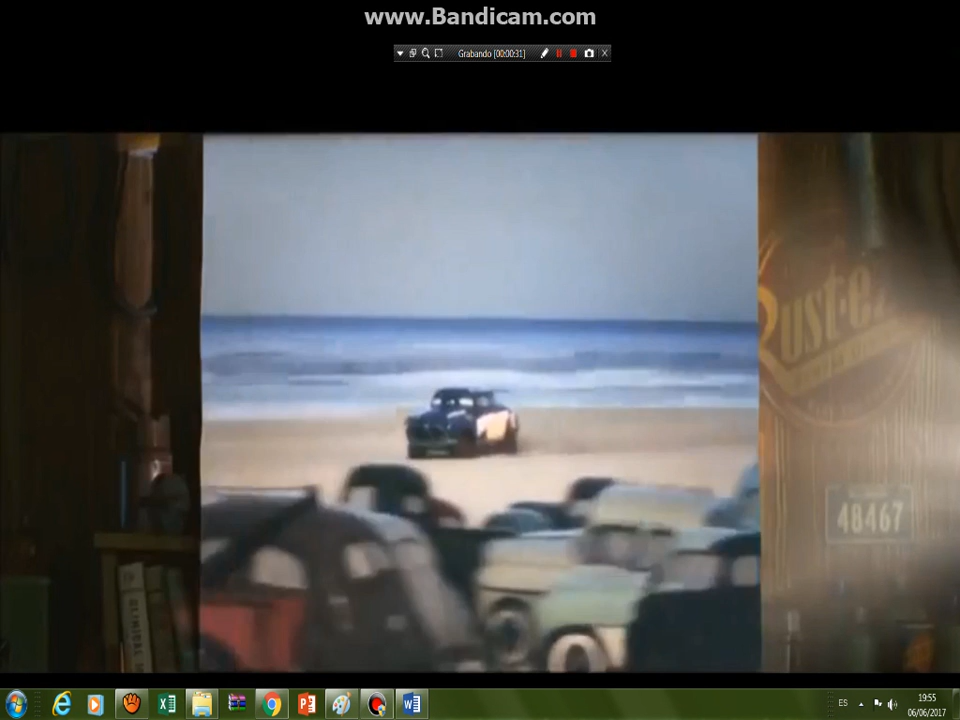 www.Bandicam.com
Grabando [00:00:31]
Rust-e
48467
ES
19:55
06/06/2017